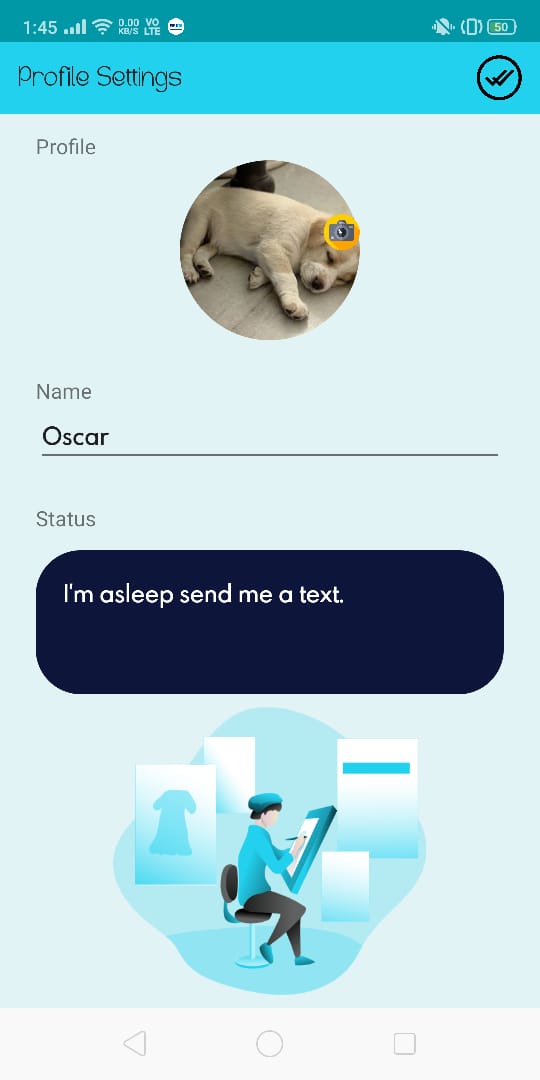 1:45 0.00 KB/S VO LTE 50
Profile Settings
Profile
Name
Oscar
Status
I'm asleep send me a text.